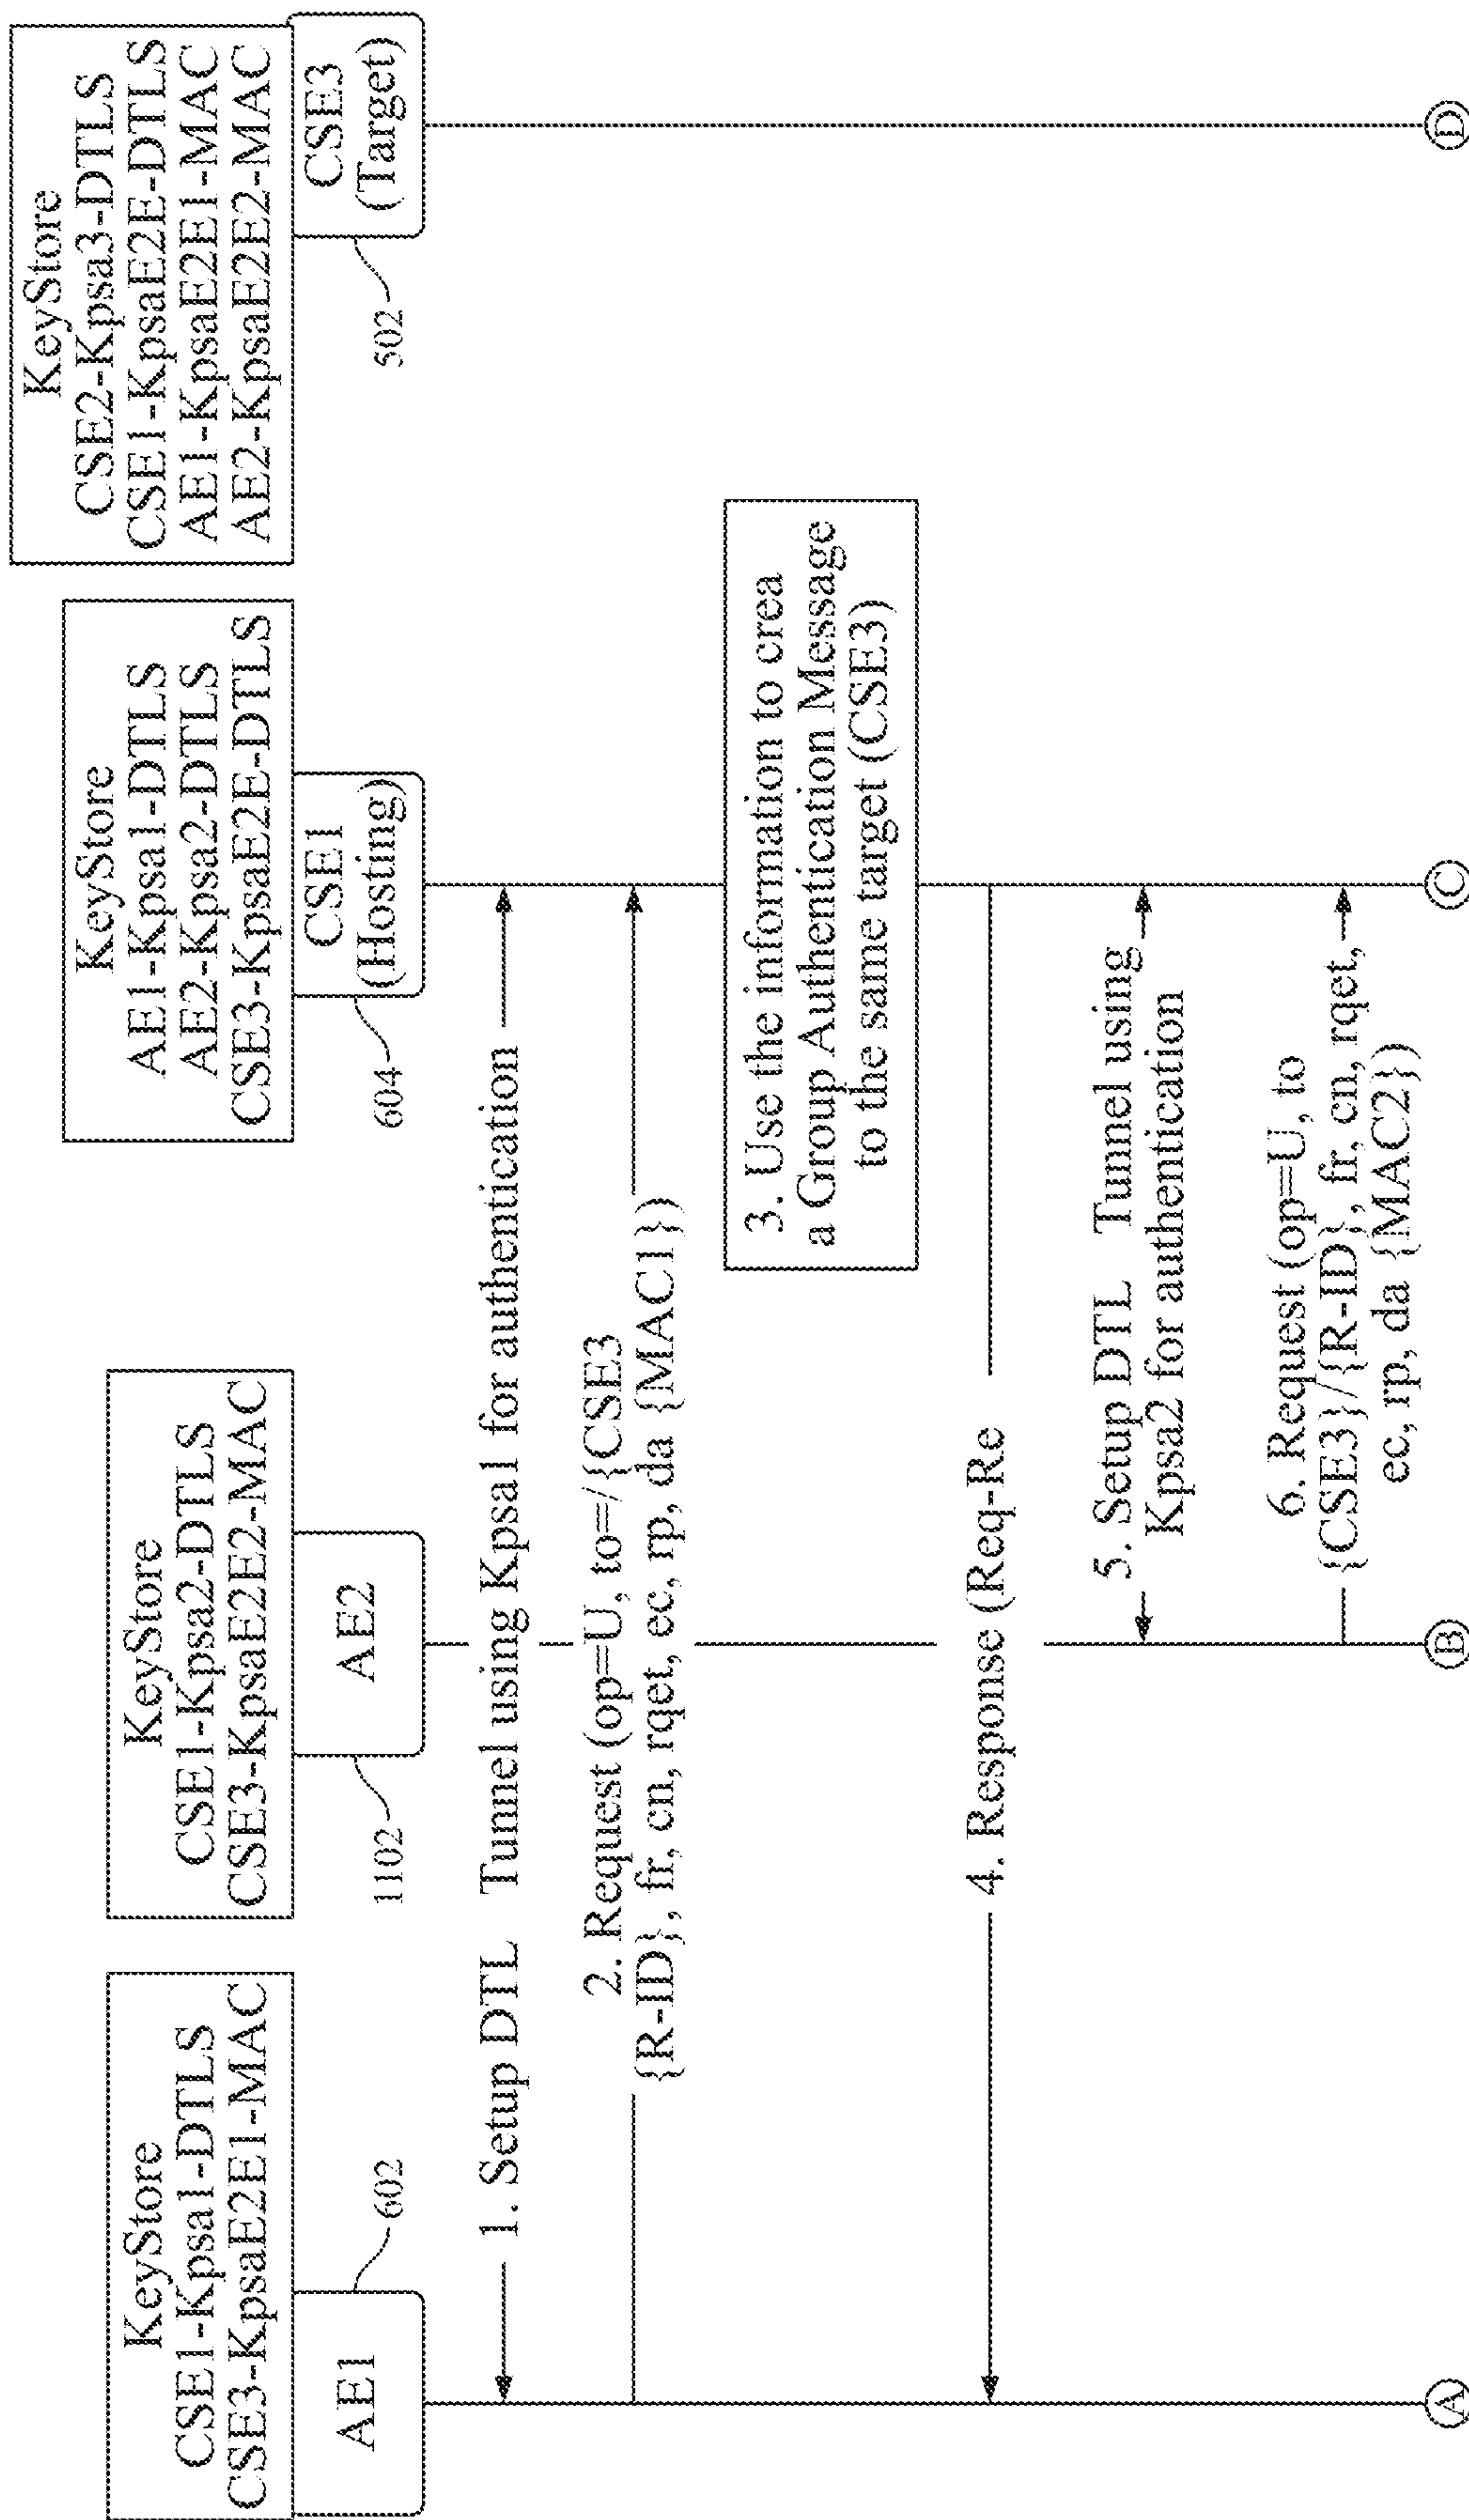 KeyStore
CSE1-Kpsa1-DTLS
CSE3-KpsaE2E1-MAC
AE1
602
KeyStore
CSE1-Kpsa2-DTLS
CSE3-KpsaE2E2-MAC
AE2
1102
KeyStore
AE1-Kpsa1-DTLS
AE2-Kpsa2-DTLS
CSE3-KpsaE2E-DTLS
CSE1
(Hosting)
604
KeyStore
CSE2-Kpsa3-DTLS
CSE1-KpsaE2E-DTLS
AE1-KpsaE2E1-MAC
AE2-KpsaE2E2-MAC
CSE3
(Target)
502
1. Setup DTL Tunnel using Kpsa1 for authentication
2. Request (op=U, to=/{CSE3
{R-ID}, fr, cn, rqet, ec, rp, da {MAC1})
3. Use the information to crea
a Group Authentication Message
to the same target (CSE3)
4. Response (Req-Re
5. Setup DTL Tunnel using
Kpsa2 for authentication
6. Request (op=U, to
{CSE3}/{R-ID}, fr, cn, rqet,
ec, rp, da {MAC2})
A
B
C
D